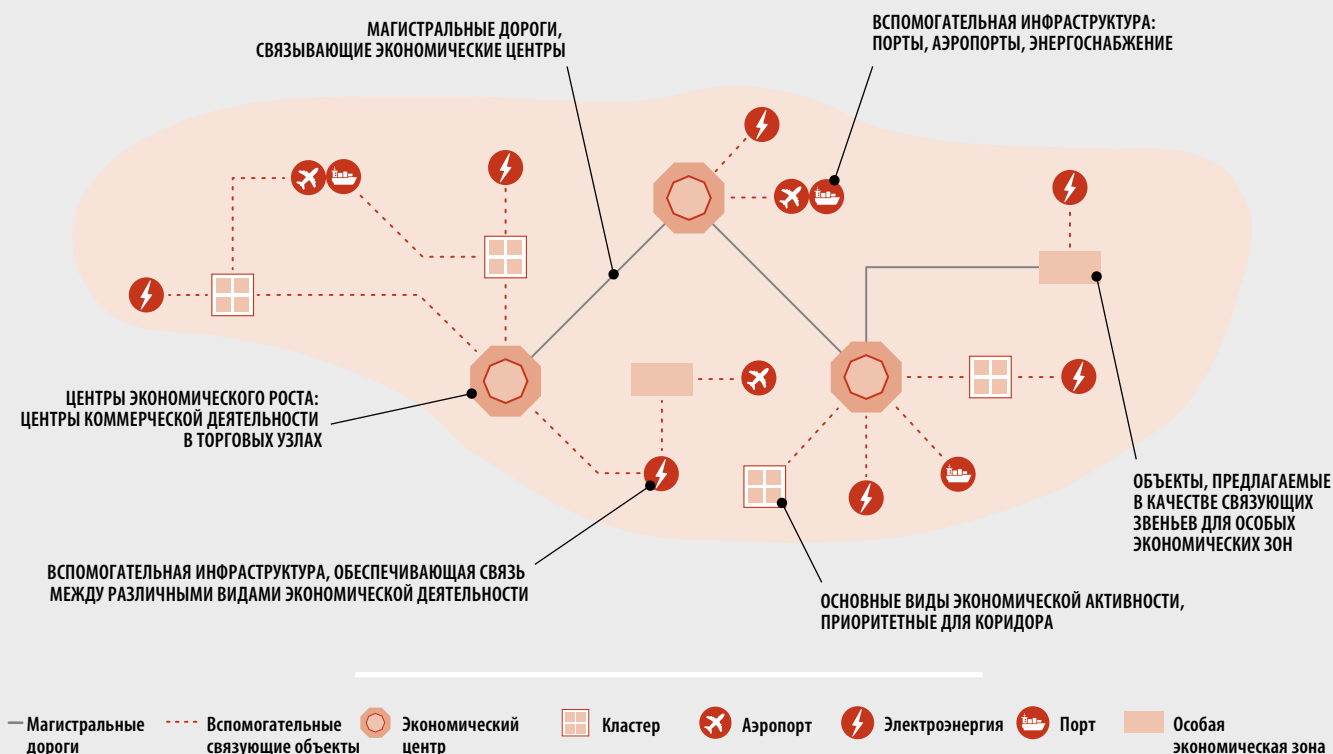 МАГИСТРАЛЬНЫЕ ДОРОГИ,
СВЯЗЫВАЮЩИЕ ЭКОНОМИЧЕСКИЕ ЦЕНТРЫ
ВСПОМОГАТЕЛЬНАЯ ИНФРАСТРУКТУРА:
ПОРТЫ, АЭРОПОРТЫ, ЭНЕРГОСНАБЖЕНИЕ
ЦЕНТРЫ ЭКОНОМИЧЕСКОГО РОСТА:
ЦЕНТРЫ КОММЕРЧЕСКОЙ ДЕЯТЕЛЬНОСТИ
В ТОРГОВЫХ УЗЛАХ
ОБЪЕКТЫ, ПРЕДЛАГАЕМЫЕ
В КАЧЕСТВЕ СВЯЗУЮЩИХ
ЗВЕНЬЕВ ДЛЯ ОСОБЫХ
ЭКОНОМИЧЕСКИХ ЗОН
ВСПОМОГАТЕЛЬНАЯ ИНФРАСТРУКТУРА, ОБЕСПЕЧИВАЮЩАЯ СВЯЗЬ
МЕЖДУ РАЗЛИЧНЫМИ ВИДАМИ ЭКОНОМИЧЕСКОЙ ДЕЯТЕЛЬНОСТИ
ОСНОВНЫЕ ВИДЫ ЭКОНОМИЧЕСКОЙ АКТИВНОСТИ,
ПРИОРИТЕТНЫЕ ДЛЯ КОРИДОРА
Магистральные
дороги
Вспомогательные
связующие объекты
Экономический
центр
Кластер
Аэропорт
Электроэнергия
Порт
Особая
экономическая зона